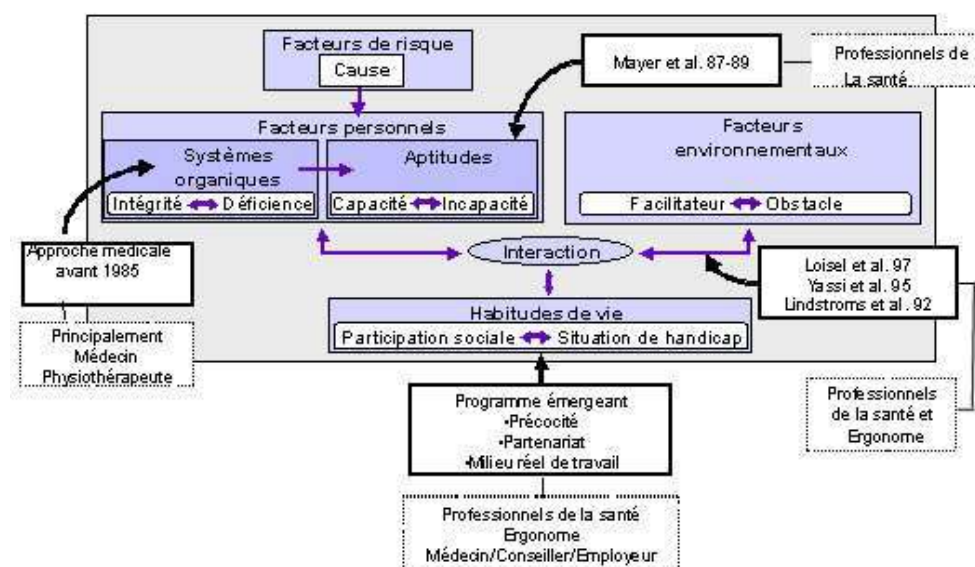 Facteurs de risque
Cause
Mayer et al. 87-89
Professionnels de
La santé
Facteurs personnels
Systèmes
organiques
Intégrité
Déficience
Aptitudes
Capacité
Incapacité
Facteurs
environnementaux
Facilitateur
Obstacle
Approche medicale
avant 1985
Interaction
Loisel et al. 97
Yassi et al. 95
Lindstroms et al. 92
Principalement
Médecin
Physiothérapeute
Habitudes de vie
Participation sociale
Situation de handicap
Programme émergeant
•Précocité
•Partenariat
•Milieu réel de travail
Professionnels
de la santé et
Ergonome
Professionnels de la santé
Ergonome
Médecin/Conseiller/Employeur